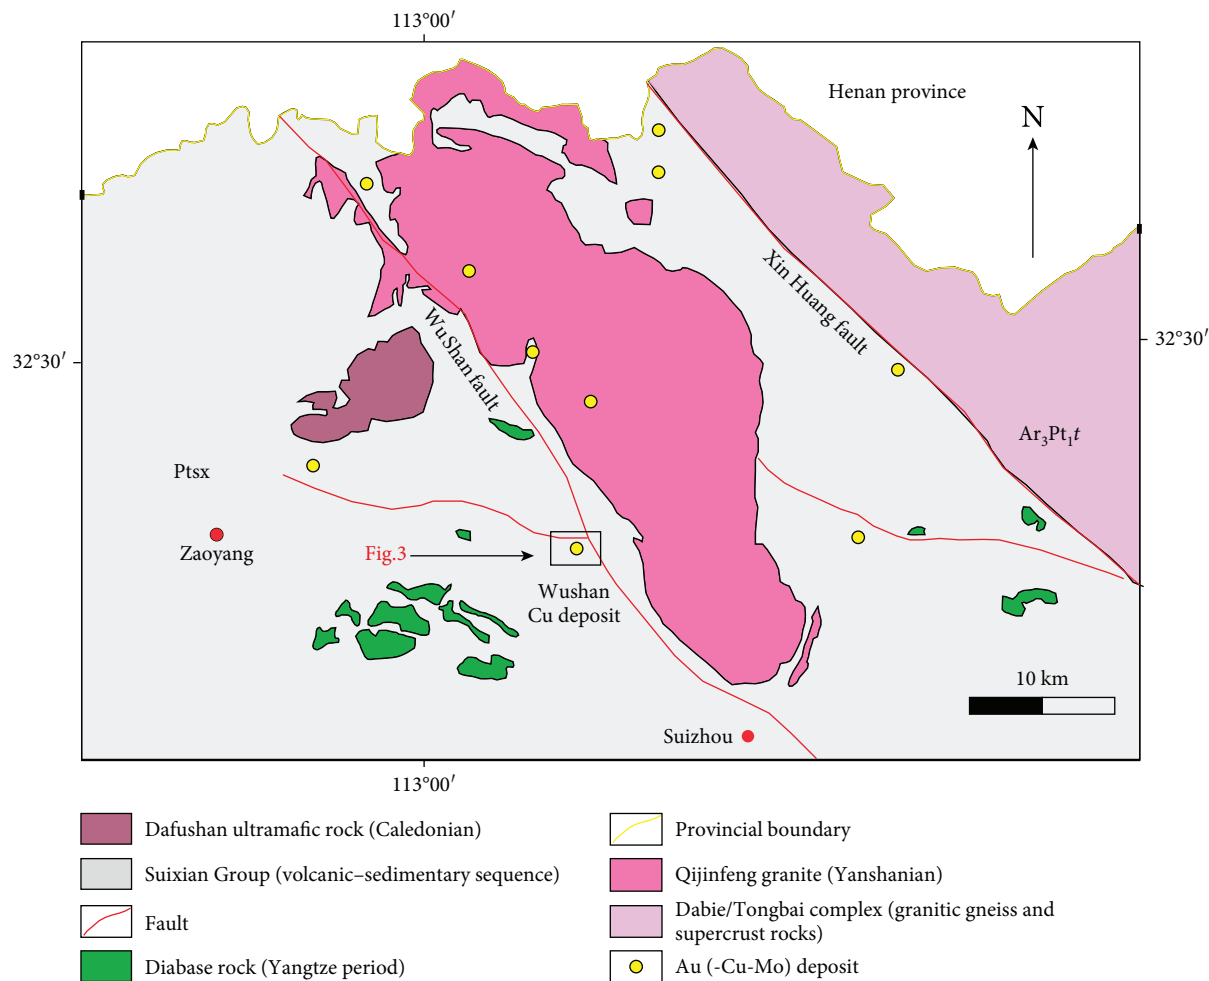 113°00′
Henan province
N
Xin Huang fault
32°30′
32°30′
WuShan fault
Ar₃Pt₁t
Ptsx
Zaoyang
Fig.3
Wushan
Cu deposit
10 km
Suizhou
113°00′
Dafushan ultramafic rock (Caledonian)
Suixian Group (volcanic–sedimentary sequence)
Fault
Diabase rock (Yangtze period)
Provincial boundary
Qijinfeng granite (Yanshanian)
Dabie/Tongbai complex (granitic gneiss and
supercrust rocks)
Au (-Cu-Mo) deposit